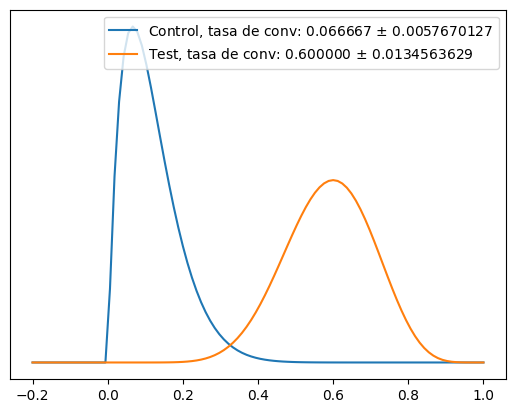 Control, tasa de conv: 0.066667 ± 0.0057670127
Test, tasa de conv: 0.600000 ± 0.0134563629
−0.2 0.0 0.2 0.4 0.6 0.8 1.0